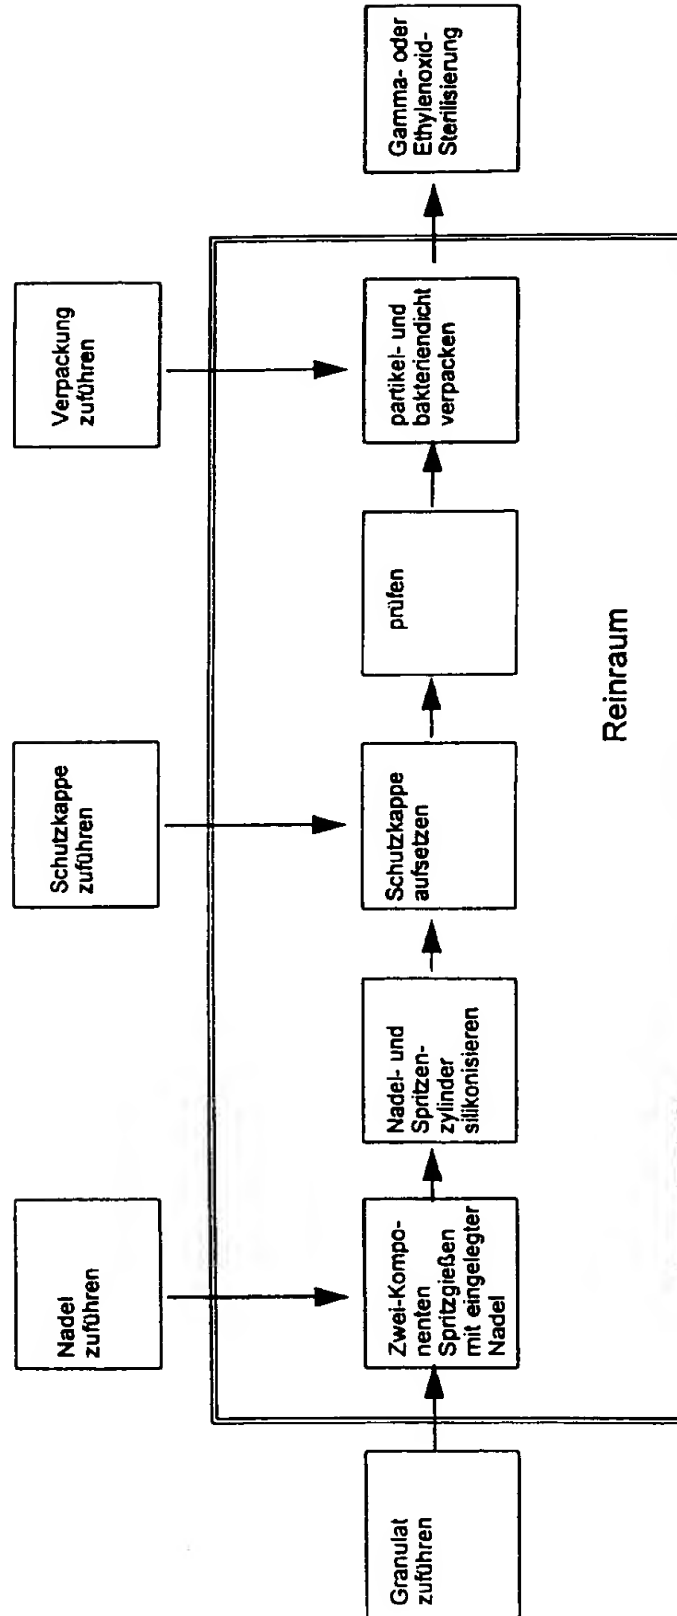 Nadel
zuführen
Schutzkappe
zuführen
Verpackung
zuführen
Granulat
zuführen
Zwei-Kompo-
nenten
Spritzgießen
mit eingelegter
Nadel
Nadel- und
Spritzen-
zylinder
silikonisieren
Schutzkappe
aufsetzen
prüfen
partikel- und
bakteriendicht
verpacken
Gamma- oder
Ethylenoxid-
Sterilisierung
Reinraum